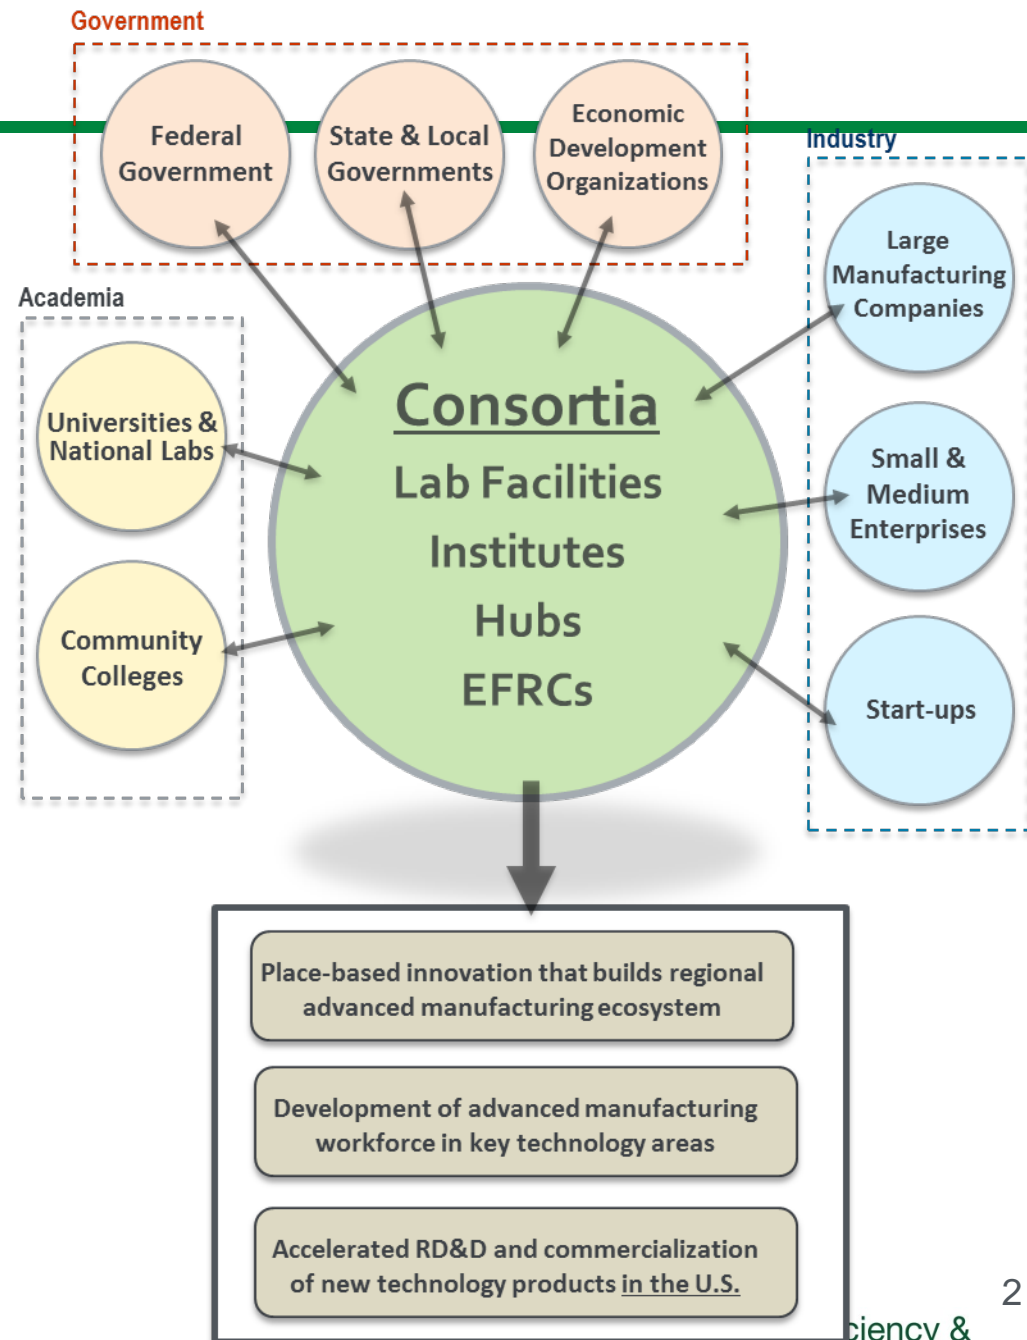 Government
Federal
Government
State & Local
Governments
Economic
Development
Organizations
Industry
Large
Manufacturing
Companies
Small &
Medium
Enterprises
Start-ups
Academia
Universities &
National Labs
Community
Colleges
Consortia
Lab Facilities
Institutes
Hubs
EFRCs
Place-based innovation that builds regional
advanced manufacturing ecosystem
Development of advanced manufacturing
workforce in key technology areas
Accelerated RD&D and commercialization
of new technology products in the U.S.
2
ciency &